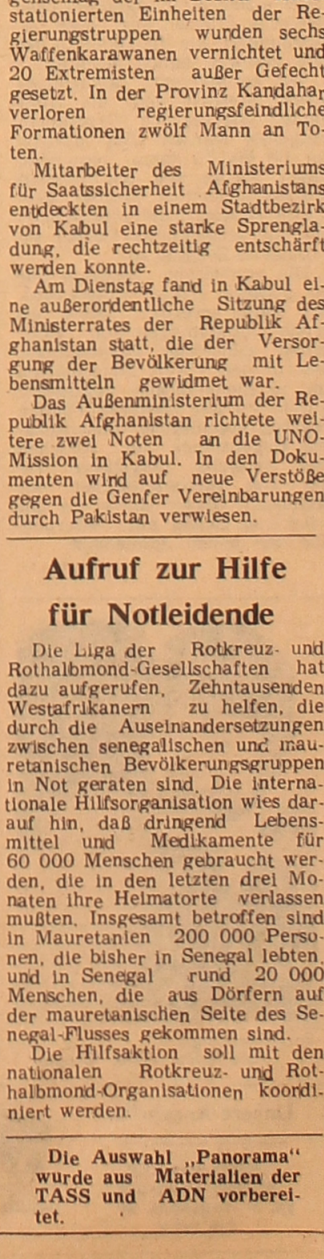 stationierten Einheiten der Re-
gierungstruppen wurden sechs
Waffenkarawanen vernichtet und
20 Extremisten außer Gefecht
gesetzt. In der Provinz Kandahar
verloren regierungsfeindliche
Formationen zwölf Mann an To-
ten.
Mitarbeiter des Ministeriums
für Saatssicherheit Afghanistans
entdeckten in einem Stadtbezirk
von Kabul eine starke Sprengla-
dung, die rechtzeitig entschärft
werden konnte.
Am Dienstag fand in Kabul ei-
ne außerordentliche Sitzung des
Ministerrates der Republik Af-
ghanistan statt, die der Versor-
gung der Bevölkerung mit Le-
bensmitteln gewidmet war.
Das Außenministerium der Re-
publik Afghanistan richtete wei-
tere zwei Noten an die UNO-
Mission in Kabul. In den Doku-
menten wird auf neue Verstöße
gegen die Genfer Vereinbarungen
durch Pakistan verwiesen.
Aufruf zur Hilfe
für Notleidende
Die Liga der Rotkreuz- und
Rothalbmond-Gesellschaften hat
dazu aufgerufen, Zehntausenden
Westafrikanern zu helfen, die
durch die Auseinandersetzungen
zwischen senegalischen und mau-
retanischen Bevölkerungsgruppen
in Not geraten sind. Die interna-
tionale Hilfsorganisation wies dar-
auf hin, daß dringend Lebens-
mittel und Medikamente für
60 000 Menschen gebraucht wer-
den, die in den letzten drei Mo-
naten ihre Heimatorte verlassen
mußten. Insgesamt betroffen sind
in Mauretanien 200 000 Perso-
nen, die bisher in Senegal lebten,
und in Senegal rund 20 000
Menschen, die aus Dörfern auf
der mauretanischen Seite des Se-
negal-Flusses gekommen sind.
Die Hilfsaktion soll mit den
nationalen Rotkreuz- und Rot-
halbmond-Organisationen koordi-
niert werden.
Die Auswahl „Panorama“
wurde aus Materialien der
TASS und ADN vorberei-
tet.